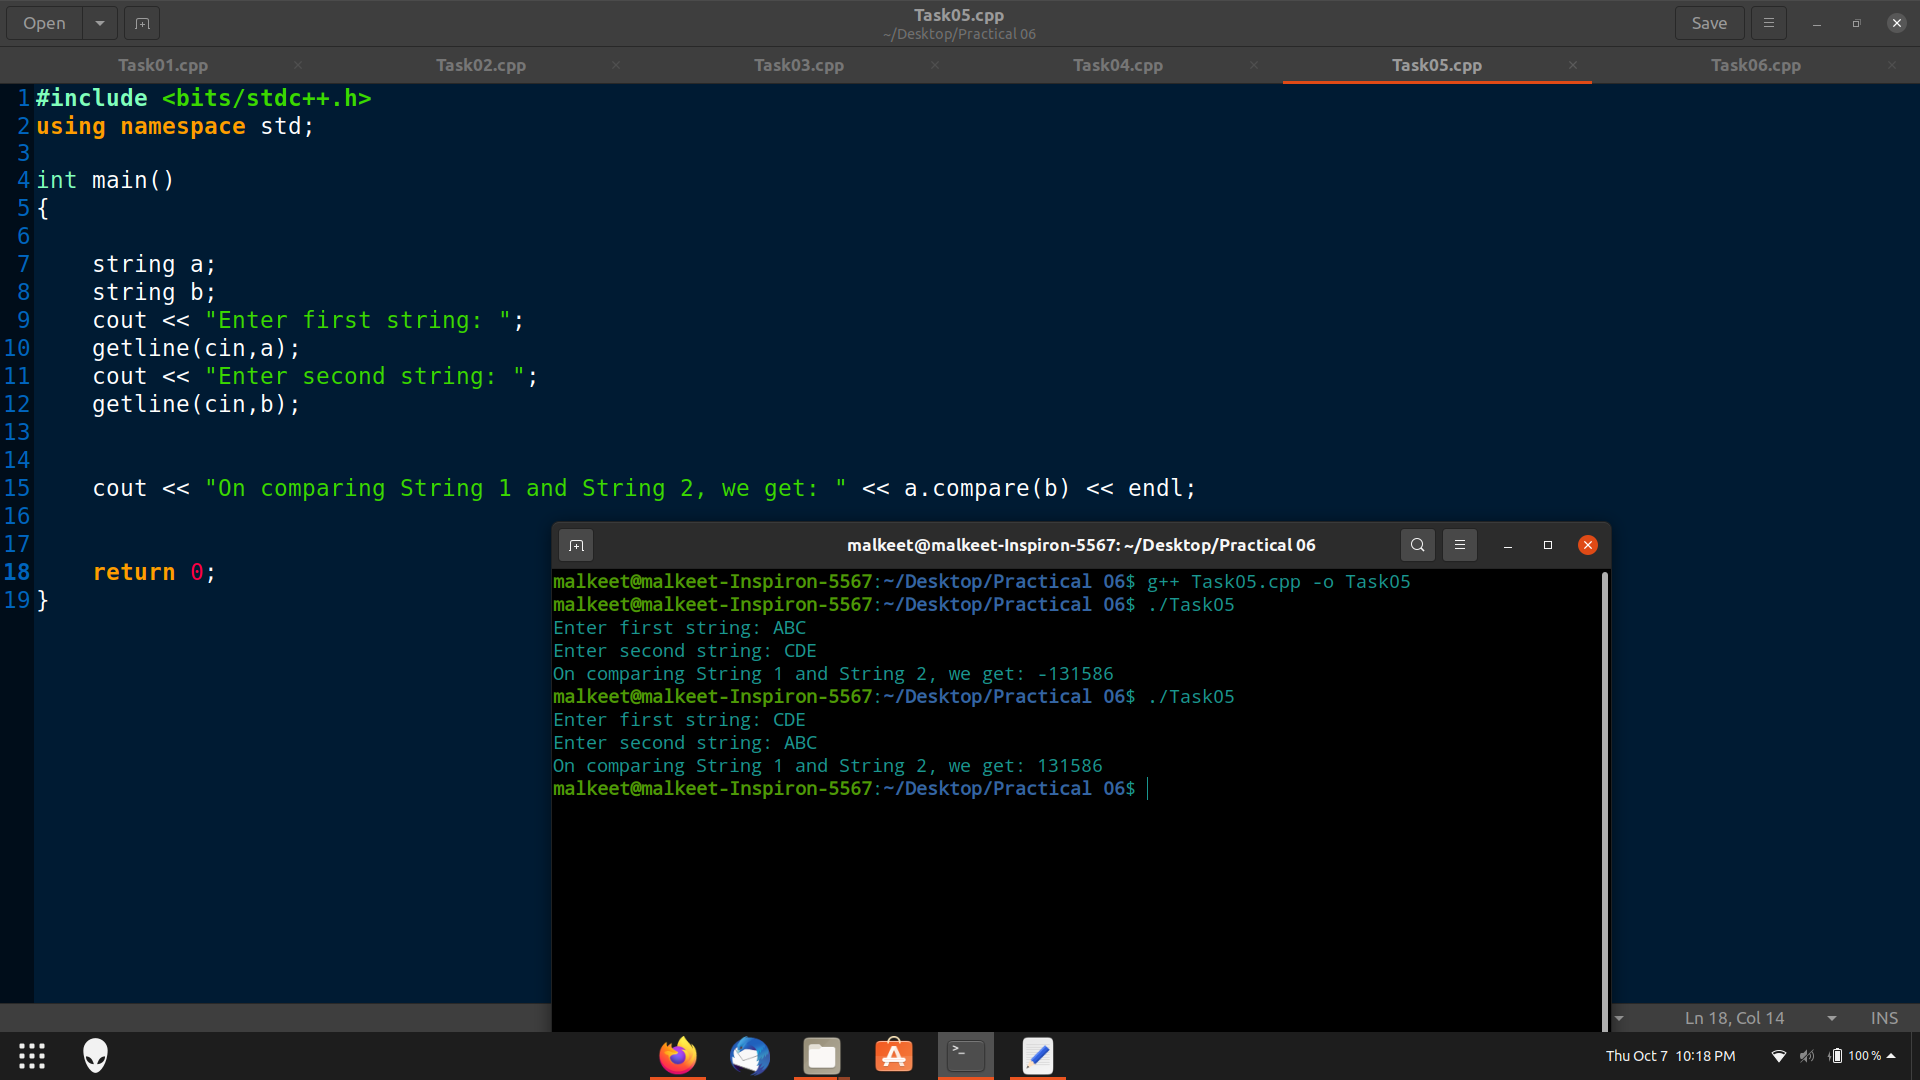 Open
Task05.cpp
~/Desktop/Practical 06
Save
Task01.cpp
Task02.cpp
Task03.cpp
Task04.cpp
Task05.cpp
Task06.cpp
1 #include <bits/stdc++.h>
2 using namespace std;
3
4 int main()
5 {
6
7     string a;
8     string b;
9     cout << "Enter first string: ";
10     getline(cin,a);
11     cout << "Enter second string: ";
12     getline(cin,b);
13
14
15     cout << "On comparing String 1 and String 2, we get: " << a.compare(b) << endl;
16
17
18     return 0;
19 }
malkeet@malkeet-Inspiron-5567: ~/Desktop/Practical 06
malkeet@malkeet-Inspiron-5567:~/Desktop/Practical 06$ g++ Task05.cpp -o Task05
malkeet@malkeet-Inspiron-5567:~/Desktop/Practical 06$ ./Task05
Enter first string: ABC
Enter second string: CDE
On comparing String 1 and String 2, we get: -131586
malkeet@malkeet-Inspiron-5567:~/Desktop/Practical 06$ ./Task05
Enter first string: CDE
Enter second string: ABC
On comparing String 1 and String 2, we get: 131586
malkeet@malkeet-Inspiron-5567:~/Desktop/Practical 06$
Ln 18, Col 14
INS
Thu Oct 7 10:18 PM
100 %